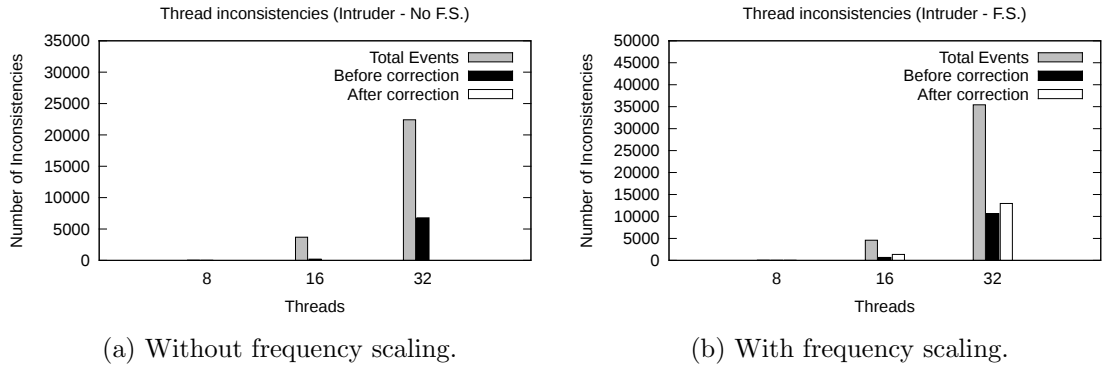 Thread inconsistencies (Intruder - No F.S.)
35000
30000
25000
20000
15000
10000
5000
0
Number of Inconsistencies
Total Events
Before correction
After correction
8 16 32
Threads
(a) Without frequency scaling.
Thread inconsistencies (Intruder - F.S.)
50000
45000
40000
35000
30000
25000
20000
15000
10000
5000
0
Number of Inconsistencies
Total Events
Before correction
After correction
8 16 32
Threads
(b) With frequency scaling.